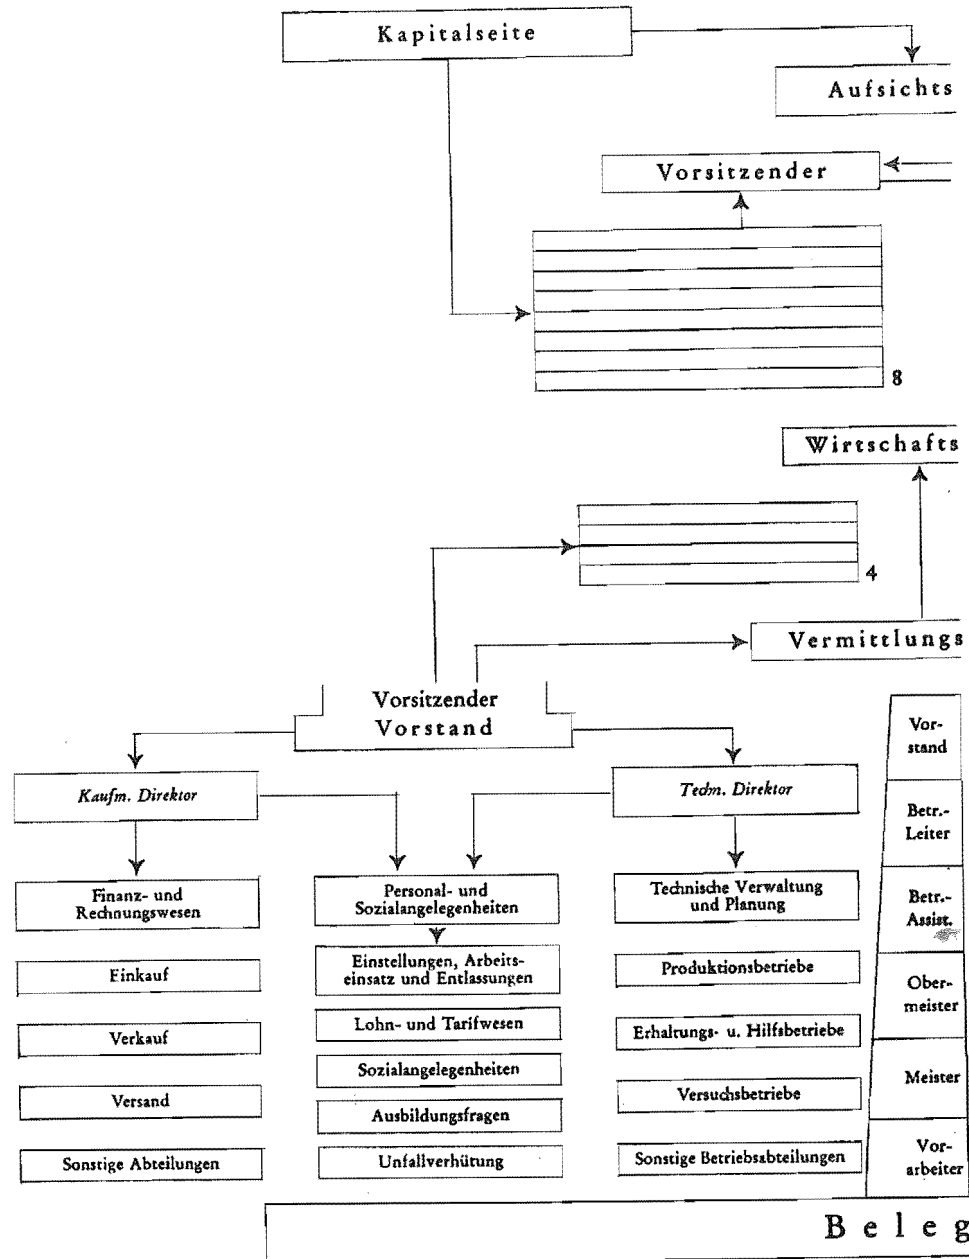 Kapitalseite
Aufsichts
Vorsitzender
8
Wirtschafts
4
Vermittlungs
Vorsitzender
Vorstand
Kaufm. Direktor
Techn. Direktor
Finanz- und
Rechnungswesen
Einkauf
Verkauf
Versand
Sonstige Abteilungen
Personal- und
Sozialangelegenheiten
Einstellungen, Arbeits-
einsatz und Entlassungen
Lohn- und Tarifwesen
Sozialangelegenheiten
Ausbildungsfragen
Unfallverhütung
Technische Verwaltung
und Planung
Produktionsbetriebe
Erhaltungs- u. Hilfsbetriebe
Versuchsbetriebe
Sonstige Betriebsabteilungen
Vor-
stand
Betr.-
Leiter
Betr.-
Assist.
Ober-
meister
Meister
Vor-
arbeiter
Beleg